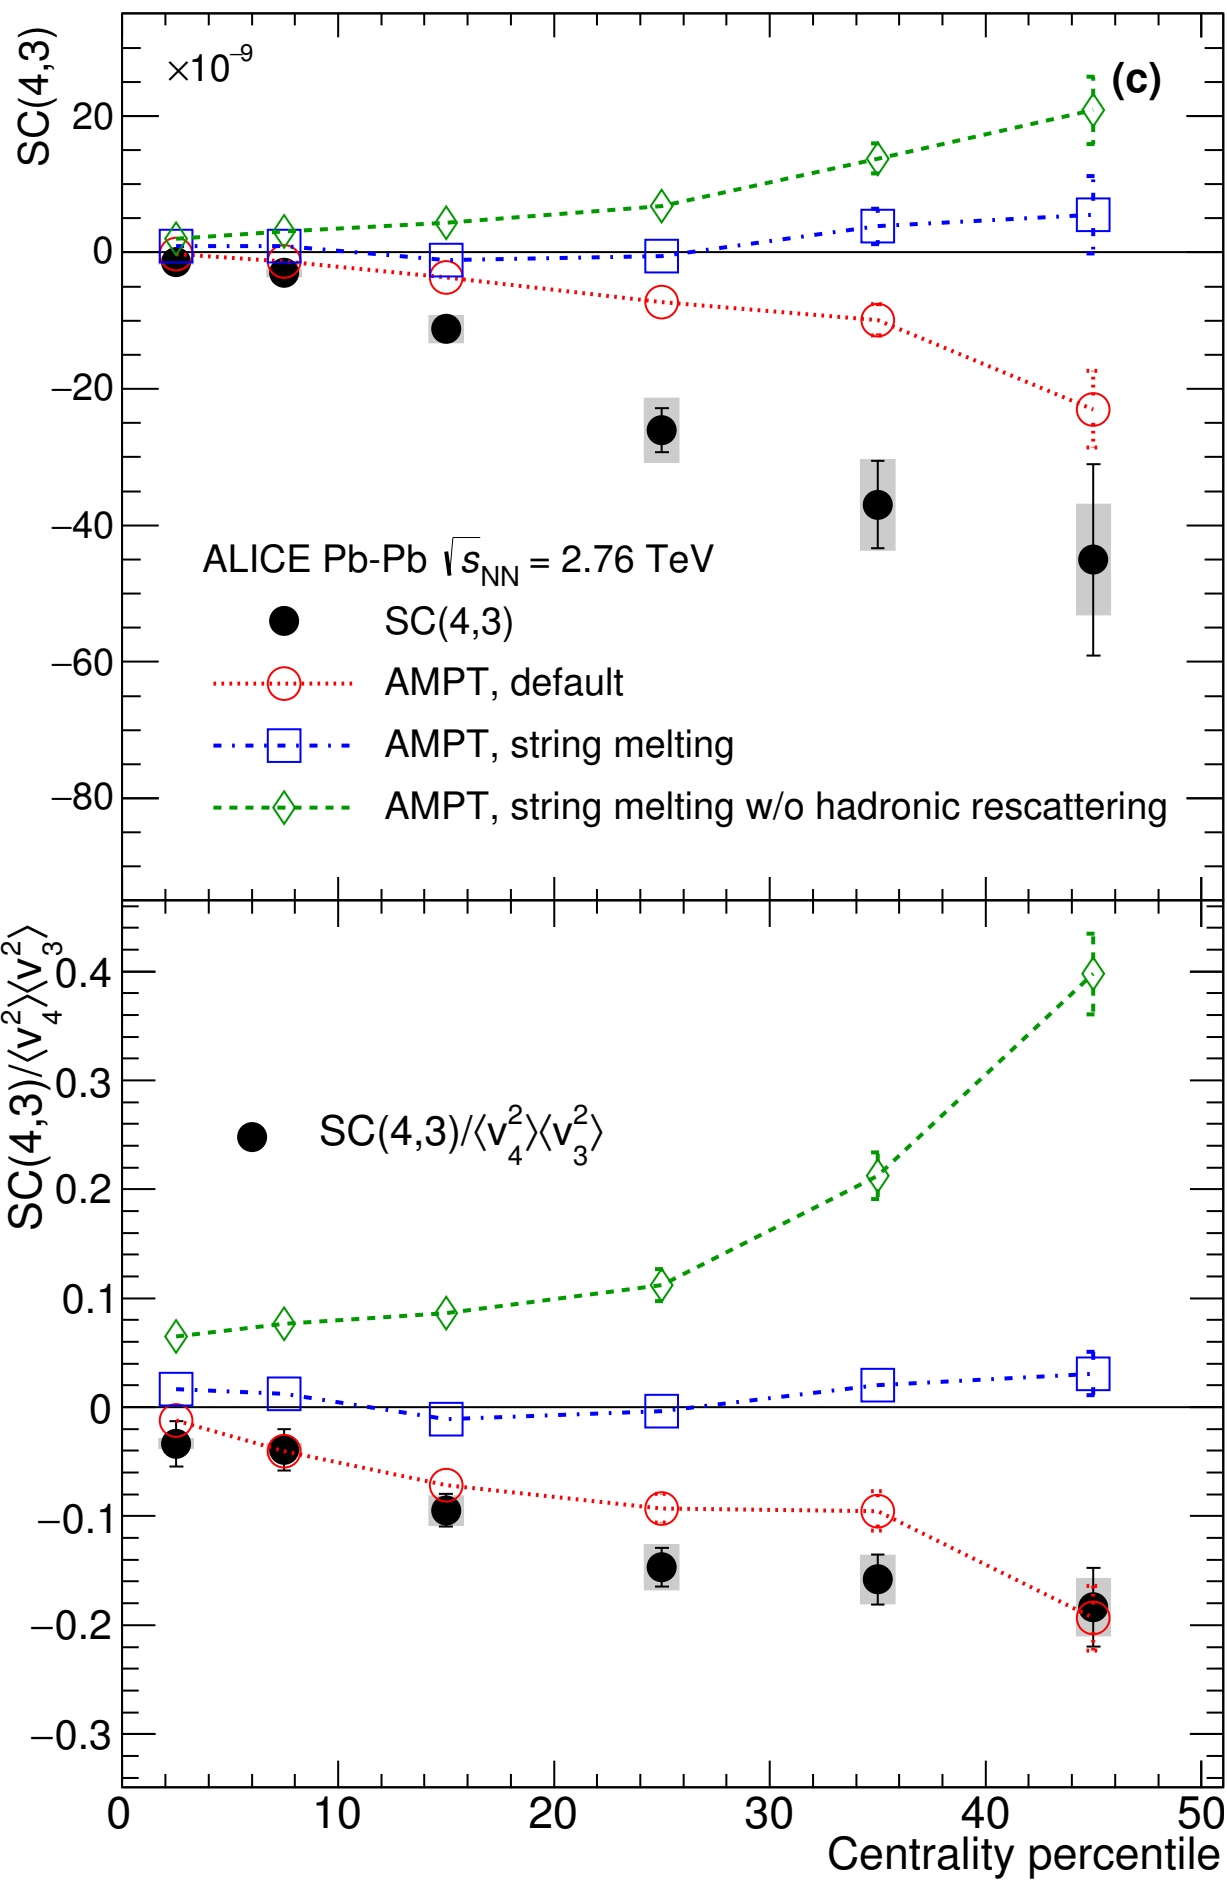 ×10⁻⁹
(c)
SC(4,3)
20
0
−20
−40
−60
−80
ALICE Pb-Pb √s_NN = 2.76 TeV
SC(4,3)
AMPT, default
AMPT, string melting
AMPT, string melting w/o hadronic rescattering
SC(4,3)/⟨v₄²⟩⟨v₃²⟩
0.4
0.3
0.2
0.1
0
−0.1
−0.2
−0.3
SC(4,3)/⟨v₄²⟩⟨v₃²⟩
0 10 20 30 40 50
Centrality percentile